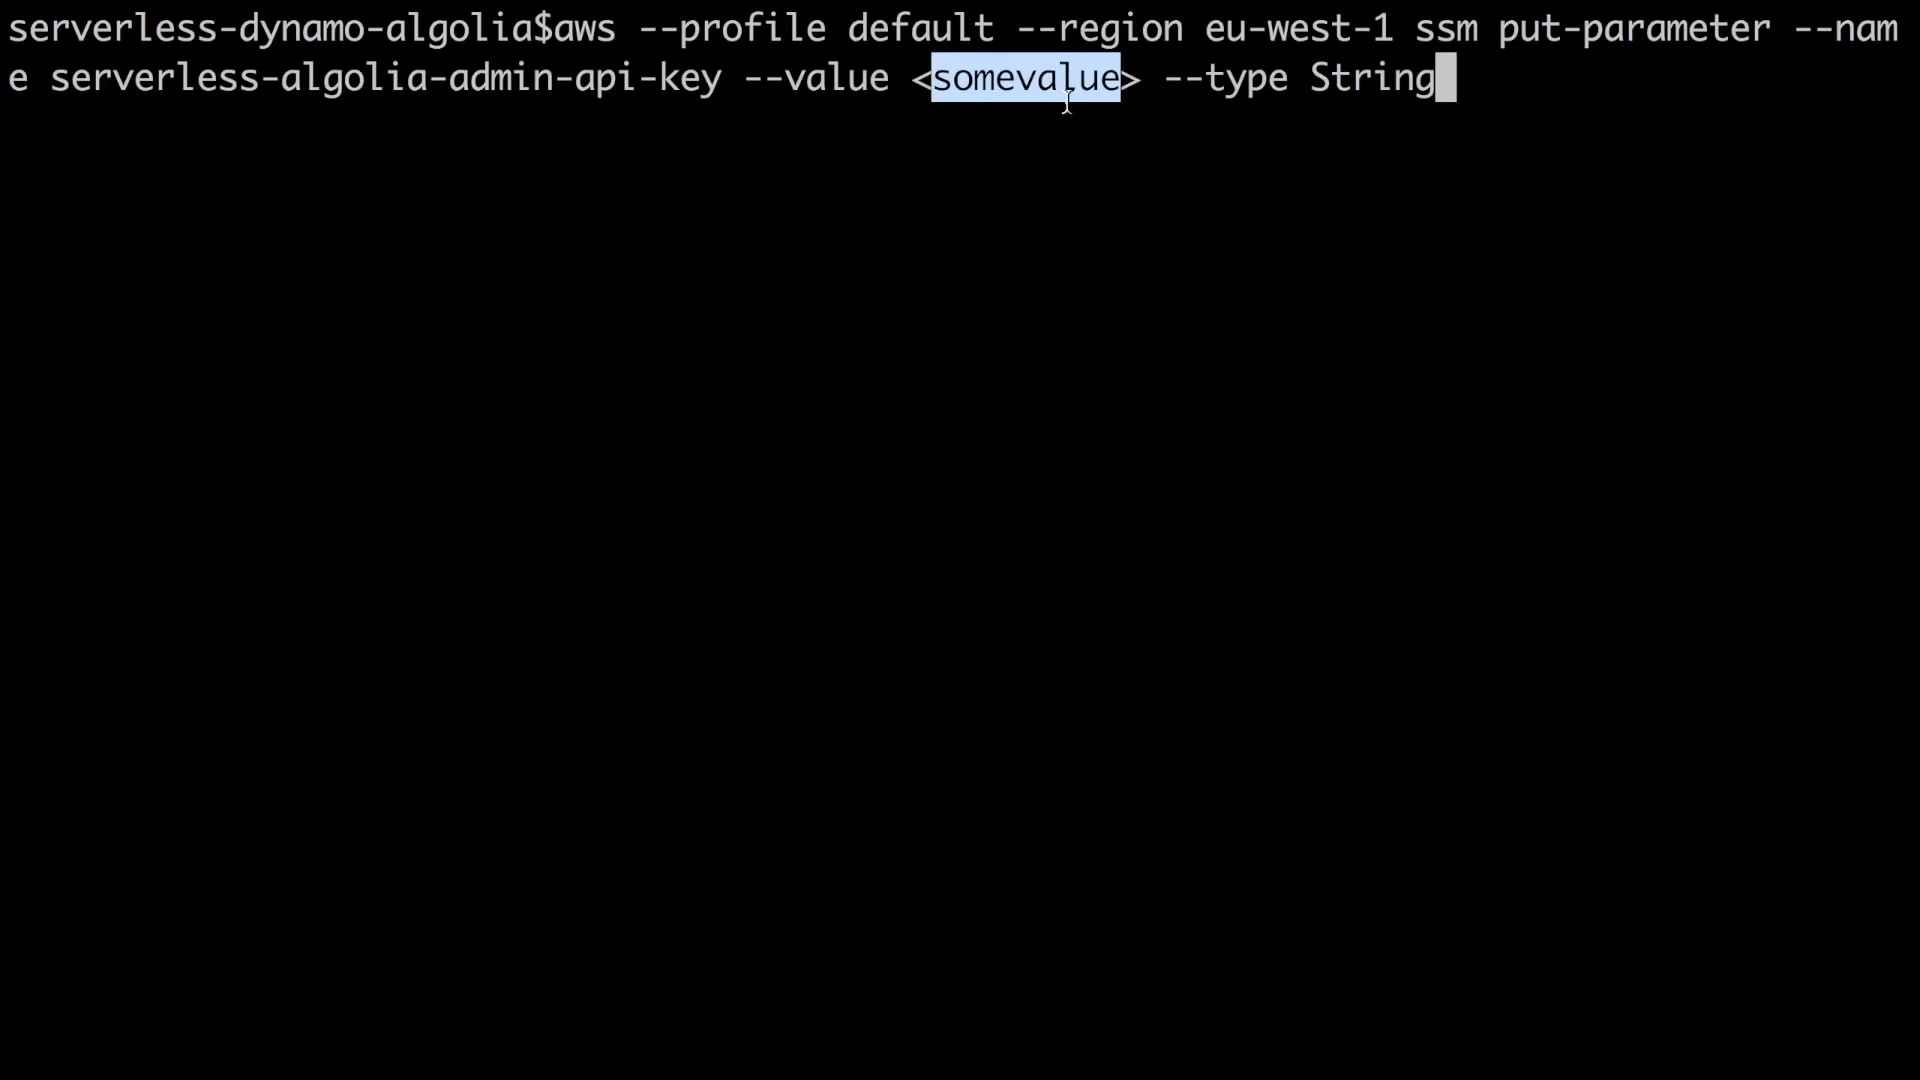 serverless-dynamo-algolia$aws --profile default --region eu-west-1 ssm put-parameter --nam
e serverless-algolia-admin-api-key --value <somevalue> --type String